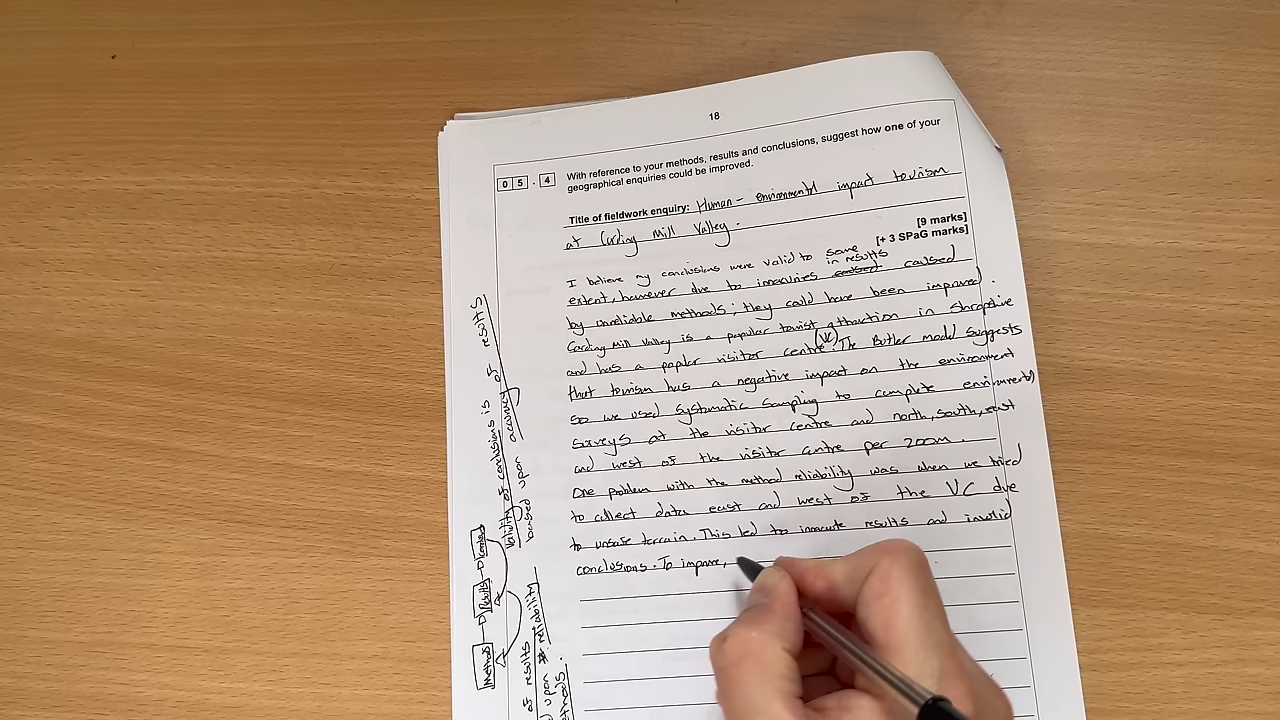 18
0 5 . 4 With reference to your methods, results and conclusions, suggest how one of your
geographical enquiries could be improved.
Title of fieldwork enquiry: Human - environmental impact tourism
at Carding Mill Valley.
[9 marks]
[+ 3 SPaG marks]
I believe my conclusions were valid to some
extent, however due to in results caused
by unreliable methods; they could have been improved.
Carding Mill Valley is a popular tourist attraction in Shropshire
and has a popler visitor centre (VC). The Butler model suggests
that tourism has a negative impact on the environment
so we used systematic sampling to complete environmental
surveys at the visitor centre and north, south, east
and west of the visitor centre per 200m.
One problem with the method reliability was when we tried
to collect data east and west of the VC due
to unsafe terrain. This led to results and invalid
conclusions. To improve,
Validity of conclusions is
based upon accuracy of results
Method → Results →
of results
upon reliability